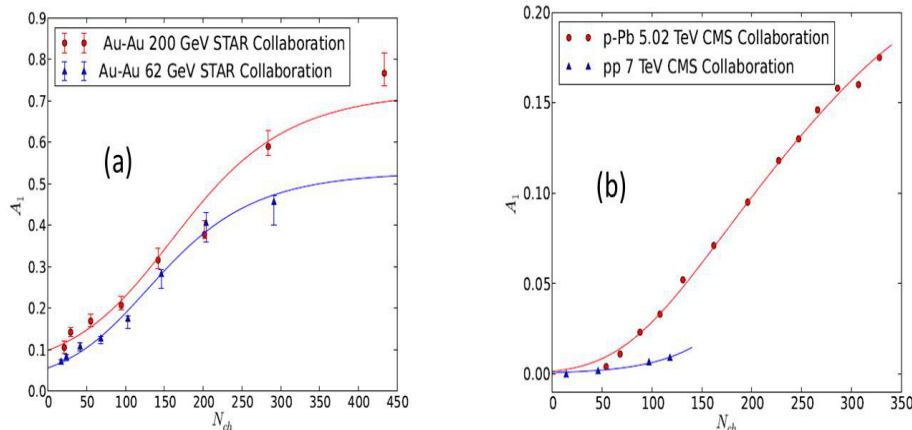 0.9
0.8
0.7
0.6
0.5
0.4
0.3
0.2
0.1
0.0
A₁
Au-Au 200 GeV STAR Collaboration
Au-Au 62 GeV STAR Collaboration
(a)
0 50 100 150 200 250 300 350 400 450
N_ch
0.20
0.15
0.10
0.05
0.00
A₁
p-Pb 5.02 TeV CMS Collaboration
pp 7 TeV CMS Collaboration
(b)
0 50 100 150 200 250 300 350
N_ch